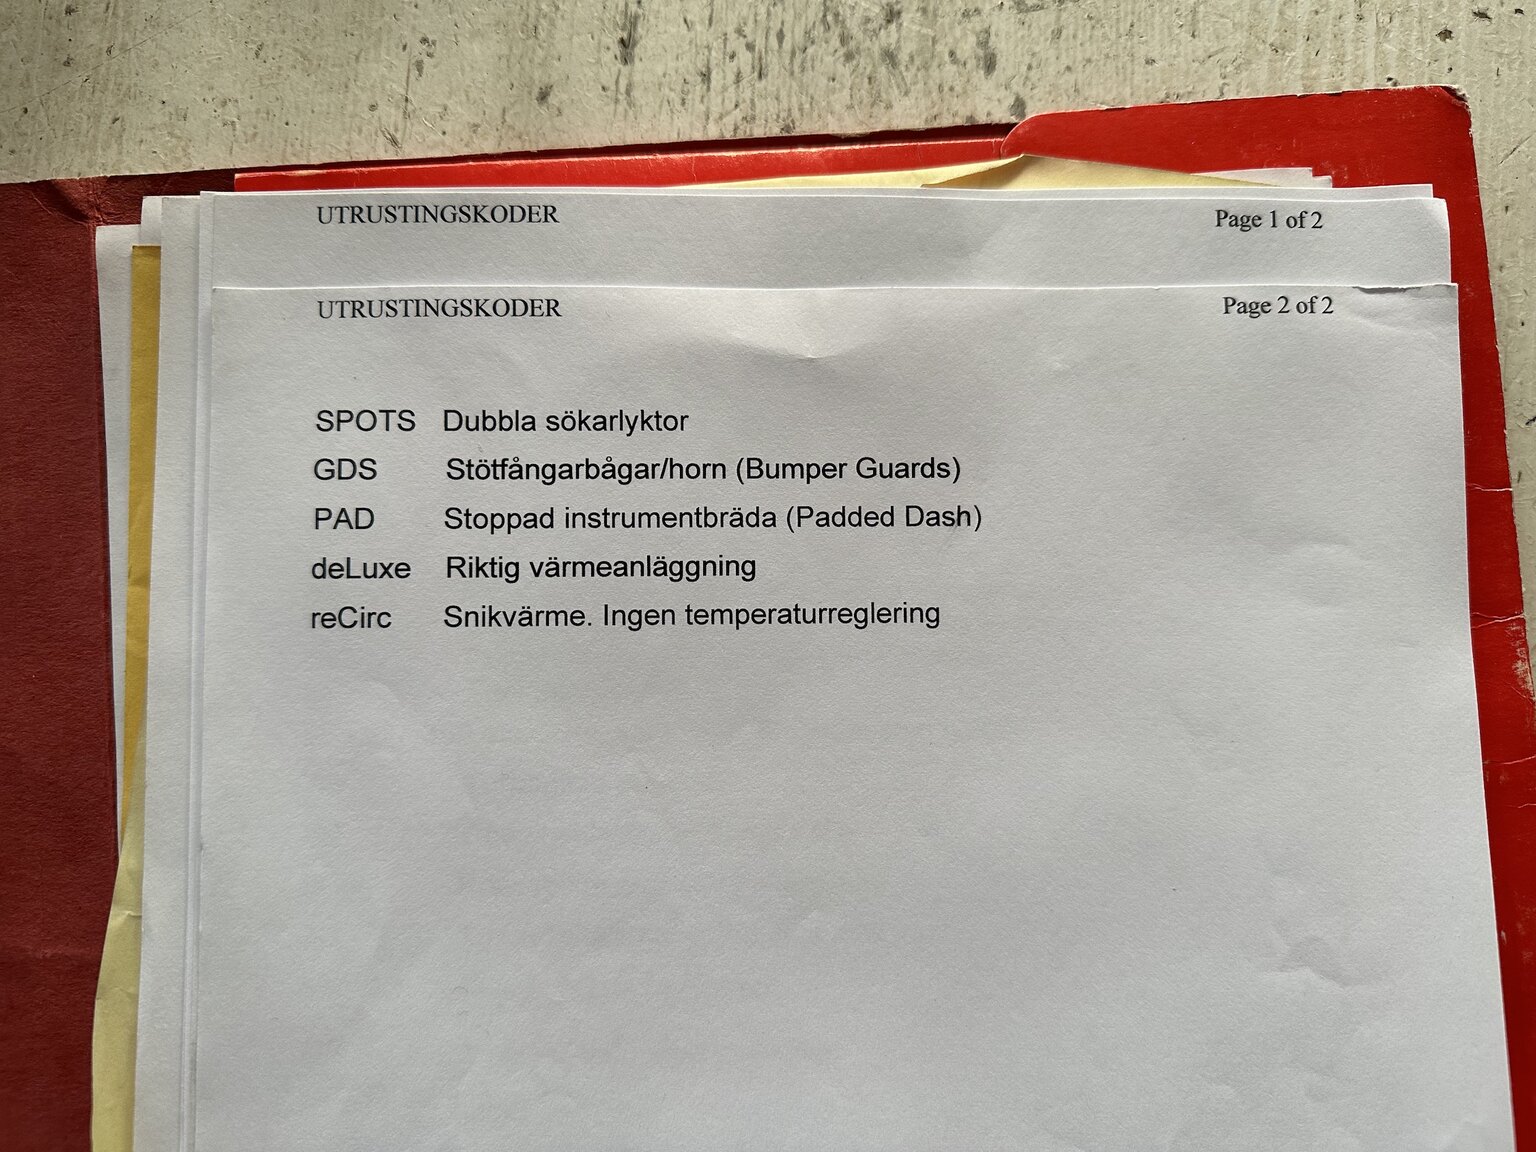 UTRUSTINGSKODER Page 1 of 2
UTRUSTINGSKODER Page 2 of 2
SPOTS Dubbla sökarlyktor
GDS Stötfångarbågar/horn (Bumper Guards)
PAD Stoppad instrumentbräda (Padded Dash)
deLuxe Riktig värmeanläggning
reCirc Snikvärme. Ingen temperaturreglering